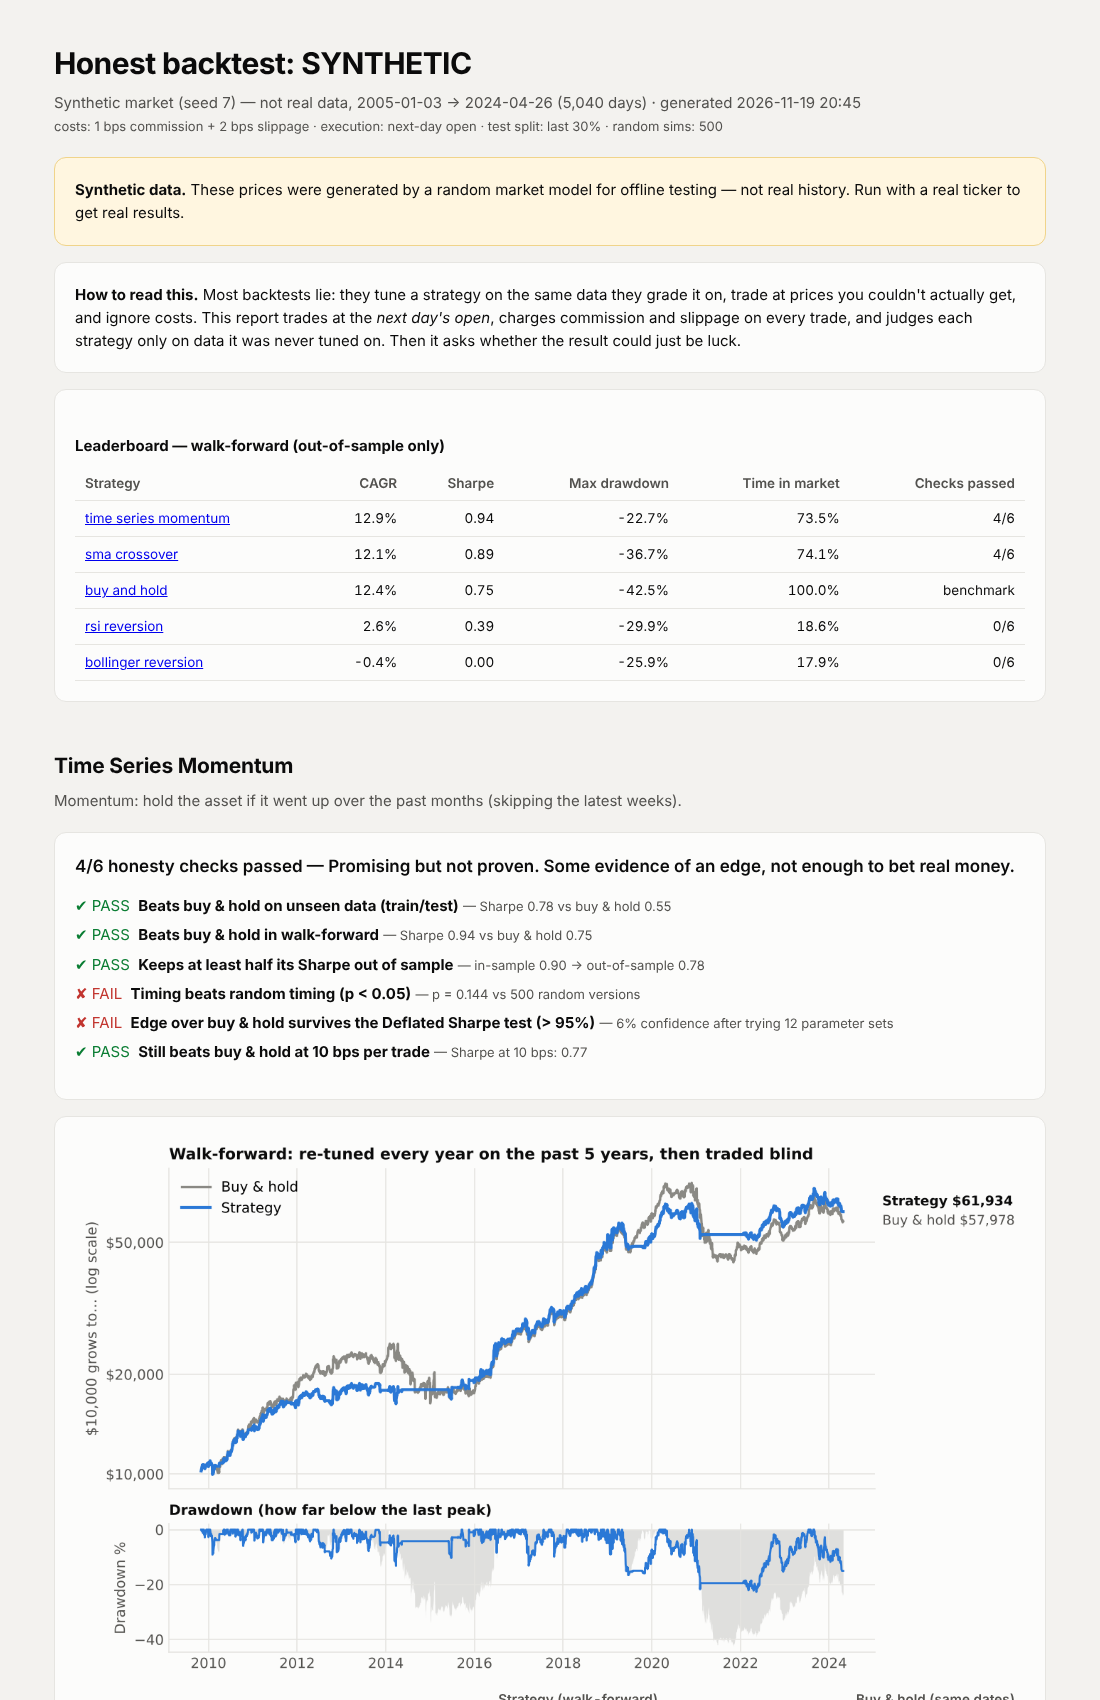 Honest backtest: SYNTHETIC
Synthetic market (seed 7) — not real data, 2005-01-03 → 2024-04-26 (5,040 days) · generated 2026-11-19 20:45
costs: 1 bps commission + 2 bps slippage · execution: next-day open · test split: last 30% · random sims: 500
Synthetic data. These prices were generated by a random market model for offline testing — not real history. Run with a real ticker to
get real results.
How to read this. Most backtests lie: they tune a strategy on the same data they grade it on, trade at prices you couldn't actually get,
and ignore costs. This report trades at the next day's open, charges commission and slippage on every trade, and judges each
strategy only on data it was never tuned on. Then it asks whether the result could just be luck.
Leaderboard — walk-forward (out-of-sample only)
Strategy CAGR Sharpe Max drawdown Time in market Checks passed
time series momentum 12.9% 0.94 -22.7% 73.5% 4/6
sma crossover 12.1% 0.89 -36.7% 74.1% 4/6
buy and hold 12.4% 0.75 -42.5% 100.0% benchmark
rsi reversion 2.6% 0.39 -29.9% 18.6% 0/6
bollinger reversion -0.4% 0.00 -25.9% 17.9% 0/6
Time Series Momentum
Momentum: hold the asset if it went up over the past months (skipping the latest weeks).
4/6 honesty checks passed — Promising but not proven. Some evidence of an edge, not enough to bet real money.
✔ PASS Beats buy & hold on unseen data (train/test) — Sharpe 0.78 vs buy & hold 0.55
✔ PASS Beats buy & hold in walk-forward — Sharpe 0.94 vs buy & hold 0.75
✔ PASS Keeps at least half its Sharpe out of sample — in-sample 0.90 → out-of-sample 0.78
✘ FAIL Timing beats random timing (p < 0.05) — p = 0.144 vs 500 random versions
✘ FAIL Edge over buy & hold survives the Deflated Sharpe test (> 95%) — 6% confidence after trying 12 parameter sets
✔ PASS Still beats buy & hold at 10 bps per trade — Sharpe at 10 bps: 0.77
Walk-forward: re-tuned every year on the past 5 years, then traded blind
Buy & hold
Strategy
Strategy $61,934
Buy & hold $57,978
$10,000 grows to... (log scale)
$50,000
$20,000
$10,000
Drawdown (how far below the last peak)
Drawdown %
0
−20
−40
2010 2012 2014 2016 2018 2020 2022 2024
Strategy (walk-forward) Buy & hold (same dates)